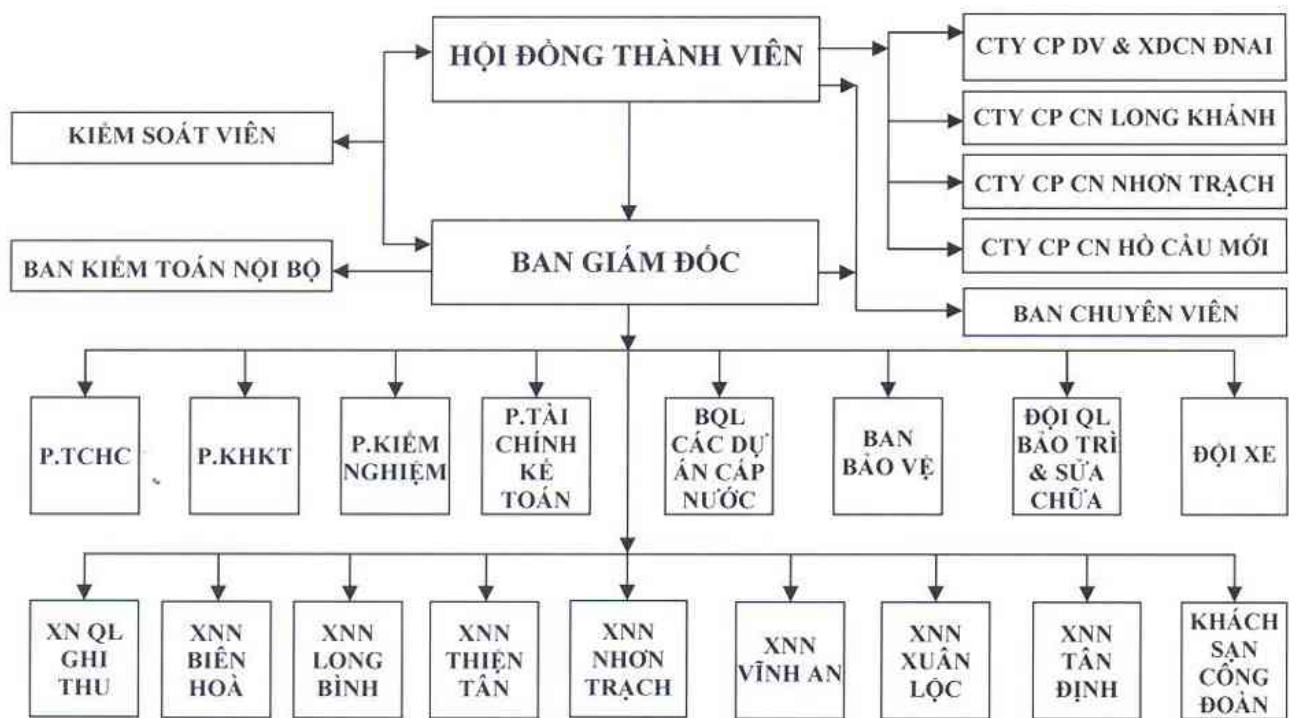 HỘI ĐỒNG THÀNH VIÊN
CTY CP DV & XDCN ĐNAI
KIỂM SOÁT VIÊN
CTY CP CN LONG KHÁNH
CTY CP CN NHƠN TRẠCH
BAN KIỂM TOÁN NỘI BỘ
BAN GIÁM ĐỐC
CTY CP CN HỒ CẦU MỚI
BAN CHUYÊN VIÊN
P.TCHC
P.KHKT
P.KIỂM
NGHIỆM
P.TÀI
CHÍNH
KẾ
TOÁN
BQL
CÁC DỰ
ÁN CẤP
NƯỚC
BAN
BẢO VỆ
ĐỘI QL
BẢO TRÌ
& SỬA
CHỮA
ĐỘI XE
XN QL
GHI
THU
XNN
BIÊN
HOÀ
XNN
LONG
BÌNH
XNN
THIỆN
TÂN
XNN
NHƠN
TRẠCH
XNN
VĨNH AN
XNN
XUÂN
LỘC
XNN
TÂN
ĐỊNH
KHÁCH
SẠN
CÔNG
ĐOÀN